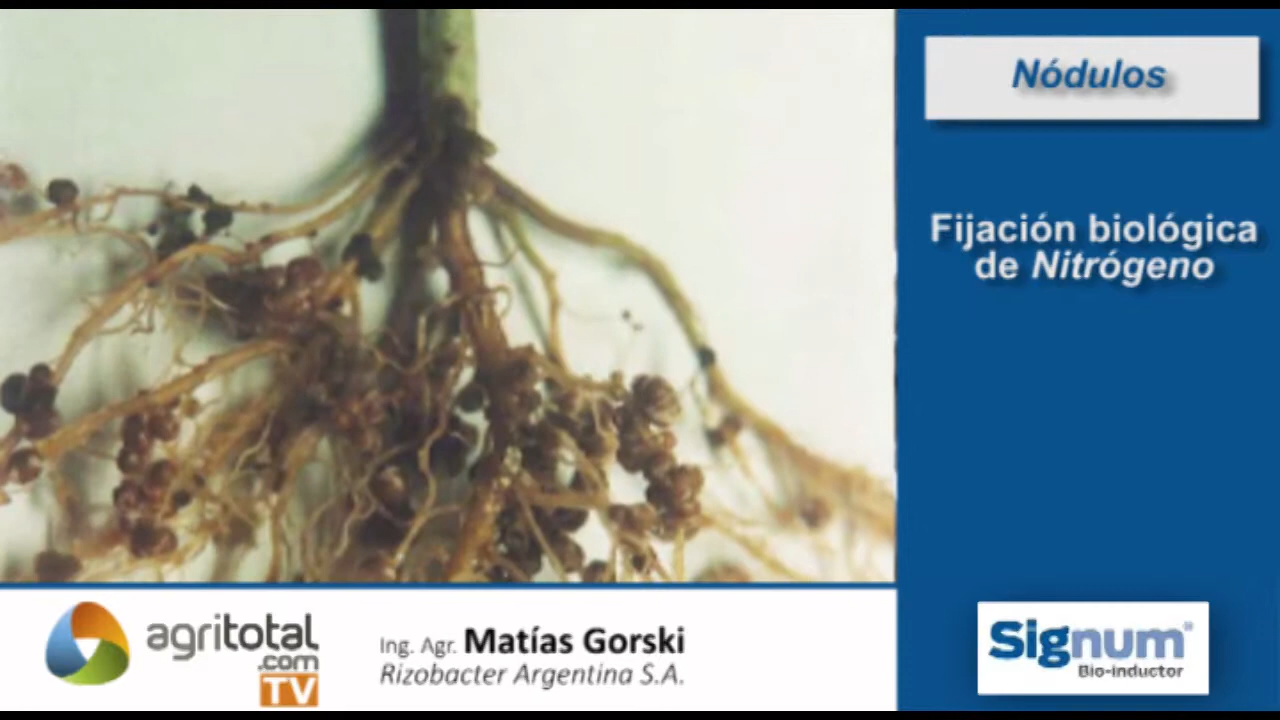 Nódulos
Fijación biológica
de Nitrógeno
agritotal
.com
TV
Ing. Agr. Matías Gorski
Rizobacter Argentina S.A.
Signum®
Bio-inductor